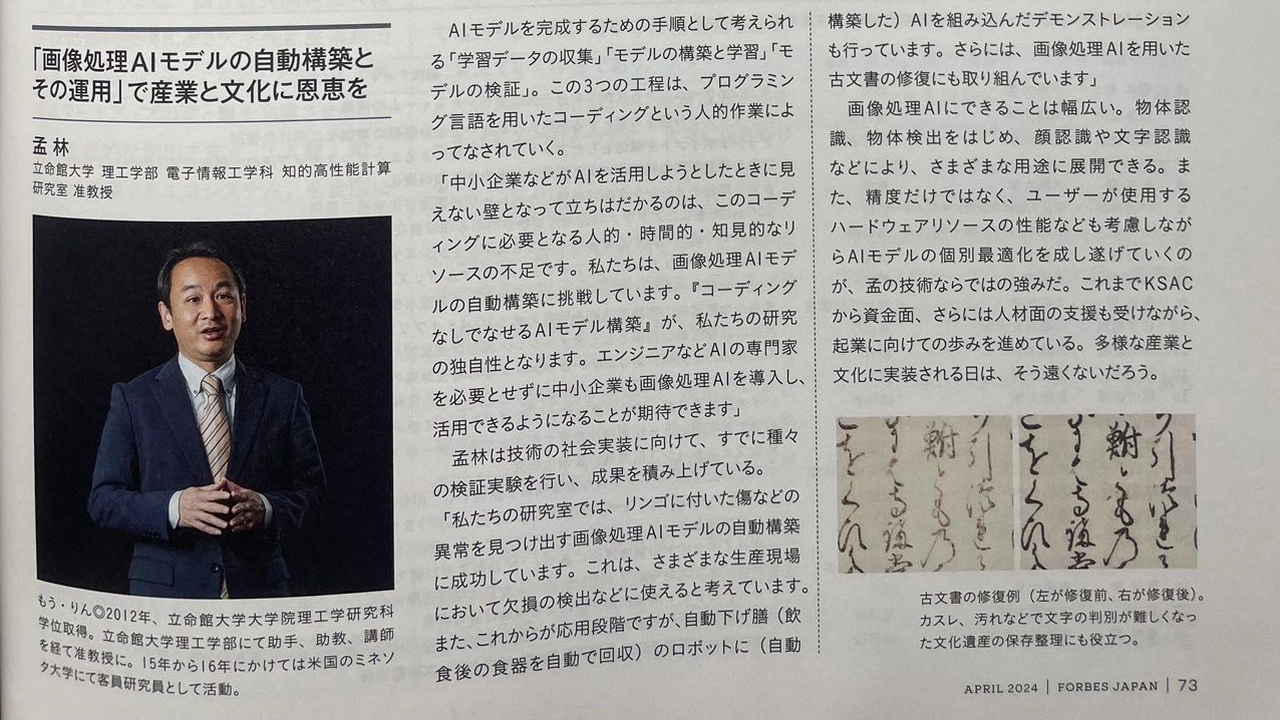 「画像処理AIモデルの自動構築と
その運用」で産業と文化に恩恵を
孟 林
立命館大学 理工学部 電子情報工学科 知的高性能計算
研究室 准教授
もう・りん◎2012年、立命館大学大学院理工学研究科
学位取得。立命館大学理工学部にて助手、助教、講師
を経て准教授に。15年から16年にかけては米国のミネソ
タ大学にて客員研究員として活動。
AIモデルを完成するための手順として考えられ
る「学習データの収集」「モデルの構築と学習」「モ
デルの検証」。この3つの工程は、プログラミン
グ言語を用いたコーディングという人的作業によ
ってなされていく。
「中小企業などがAIを活用しようとしたときに見
えない壁となって立ちはだかるのは、このコーデ
ィングに必要となる人的・時間的・知見的なリ
ソースの不足です。私たちは、画像処理AIモデ
ルの自動構築に挑戦しています。『コーディング
なしでなせるAIモデル構築』が、私たちの研究
の独自性となります。エンジニアなどAIの専門家
を必要とせずに中小企業も画像処理AIを導入し、
活用できるようになることが期待できます」
孟林は技術の社会実装に向けて、すでに種々
の検証実験を行い、成果を積み上げている。
「私たちの研究室では、リンゴに付いた傷などの
異常を見つけ出す画像処理AIモデルの自動構築
に成功しています。これは、さまざまな生産現場
において欠損の検出などに使えると考えています。
また、これからが応用段階ですが、自動下げ膳（飲
食後の食器を自動で回収）のロボットに（自動
構築した）AIを組み込んだデモンストレーション
も行っています。さらには、画像処理AIを用いた
古文書の修復にも取り組んでいます」
画像処理AIにできることは幅広い。物体認
識、物体検出をはじめ、顔認識や文字認識
などにより、さまざまな用途に展開できる。ま
た、精度だけではなく、ユーザーが使用する
ハードウェアリソースの性能なども考慮しなが
らAIモデルの個別最適化を成し遂げていくの
が、孟の技術ならではの強みだ。これまでKSAC
から資金面、さらには人材面の支援も受けながら、
起業に向けての歩みを進めている。多様な産業と
文化に実装される日は、そう遠くないだろう。
古文書の修復例（左が修復前、右が修復後）。
カスレ、汚れなどで文字の判別が難しくなっ
た文化遺産の保存整理にも役立つ。
APRIL 2024 | FORBES JAPAN | 73